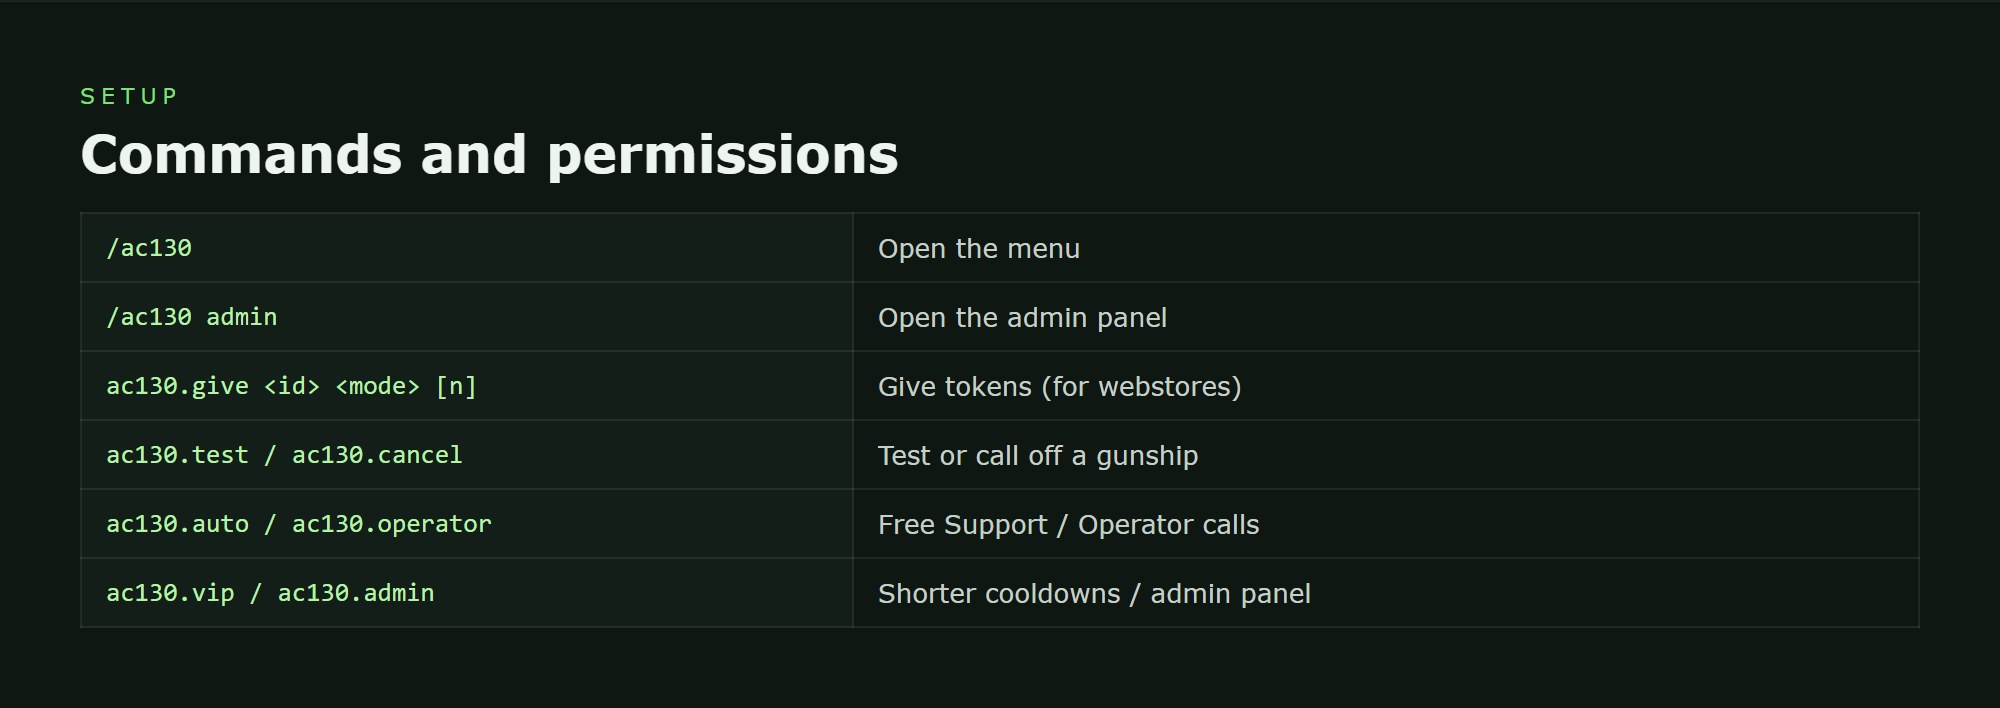 SETUP
Commands and permissions
/ac130
Open the menu
/ac130 admin
Open the admin panel
ac130.give <id> <mode> [n]
Give tokens (for webstores)
ac130.test / ac130.cancel
Test or call off a gunship
ac130.auto / ac130.operator
Free Support / Operator calls
ac130.vip / ac130.admin
Shorter cooldowns / admin panel